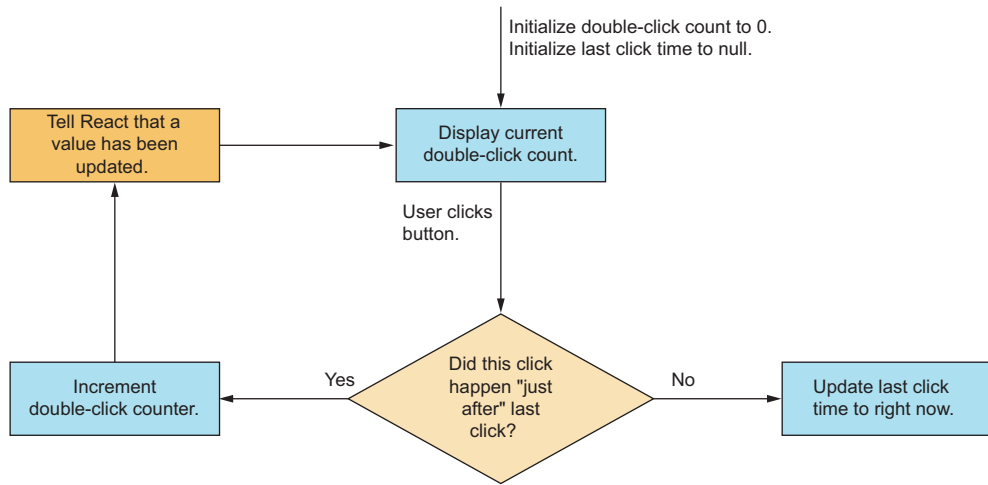 Initialize double-click count to 0.
Initialize last click time to null.
Tell React that a
value has been
updated.
Display current
double-click count.
User clicks
button.
Did this click
happen "just
after" last
click?
Yes
No
Increment
double-click counter.
Update last click
time to right now.